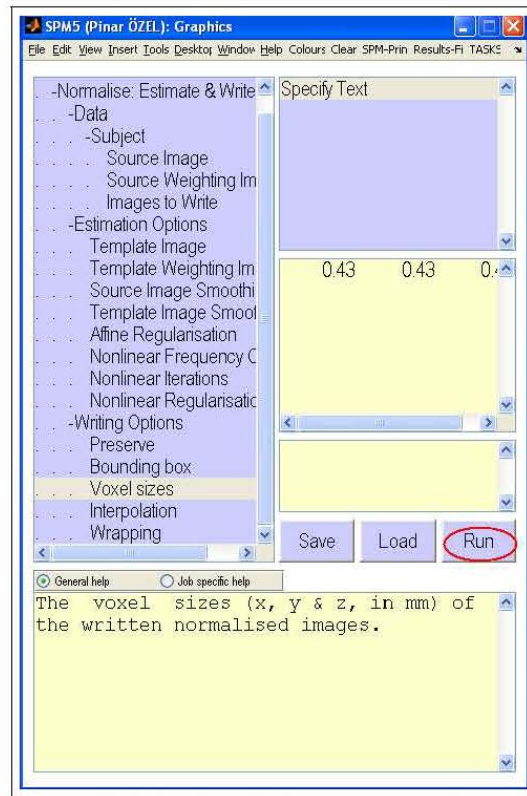 SPM5 (Pinar ÖZEL): Graphics
File Edit View Insert Tools Desktop Window Help Colours Clear SPM-Prin Results-Fi TASKS
-Normalise: Estimate & Write
. . -Data
. . . -Subject
. . . . Source Image
. . . . Source Weighting Im
. . . . Images to Write
. . -Estimation Options
. . . Template Image
. . . Template Weighting Im
. . . Source Image Smoothi
. . . Template Image Smoot
. . . Affine Regularisation
. . . Nonlinear Frequency C
. . . Nonlinear Iterations
. . . Nonlinear Regularisatic
. . -Writing Options
. . . Preserve
. . . Bounding box
. . . Voxel sizes
. . . Interpolation
. . . Wrapping
Specify Text
0.43 0.43 0.4
Save Load Run
General help Job specific help
The voxel sizes (x, y & z, in mm) of
the written normalised images.